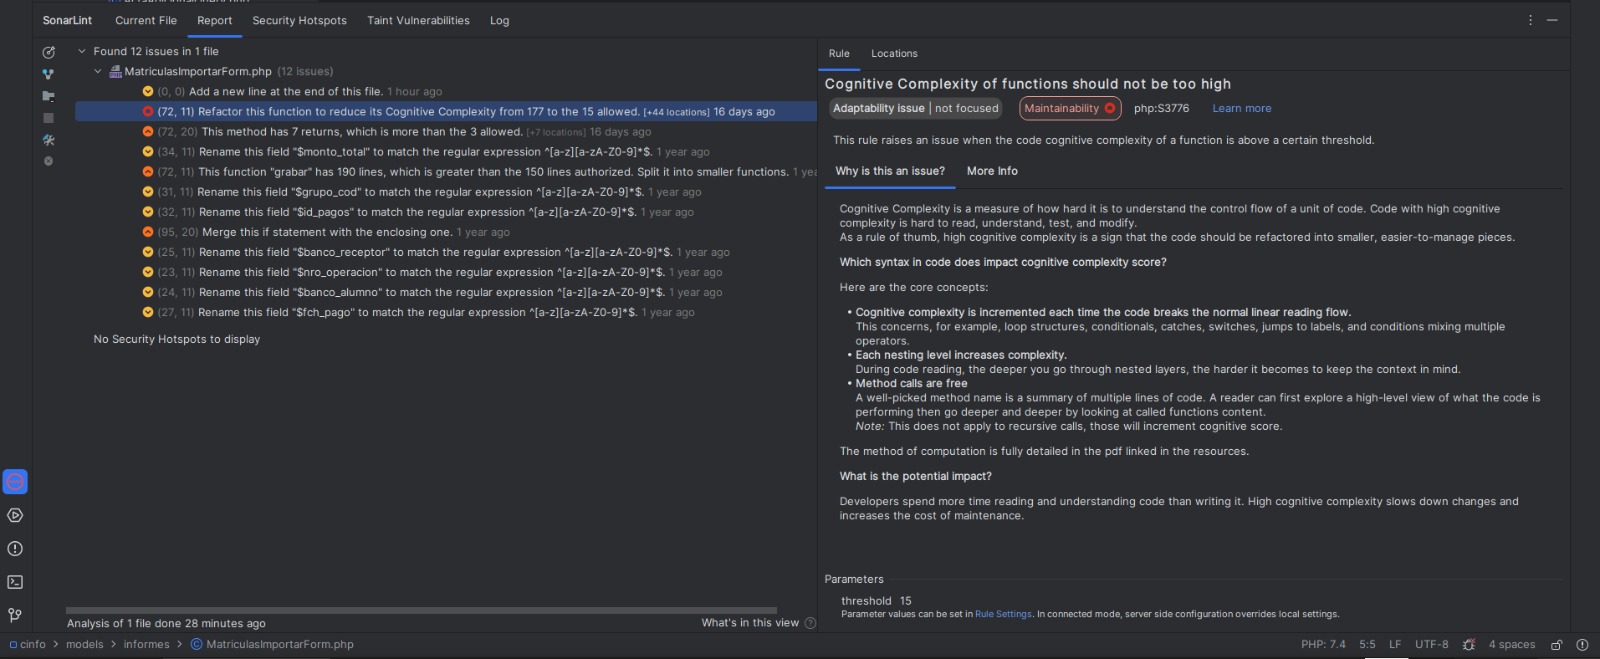 SonarLint Current File Report Security Hotspots Taint Vulnerabilities Log
Found 12 issues in 1 file
MatriculasImportarForm.php (12 issues)
(0, 0) Add a new line at the end of this file. 1 hour ago
(72, 11) Refactor this function to reduce its Cognitive Complexity from 177 to the 15 allowed. [+44 locations] 16 days ago
(72, 20) This method has 7 returns, which is more than the 3 allowed. [+7 locations] 16 days ago
(34, 11) Rename this field "$monto_total" to match the regular expression ^[a-z][a-zA-Z0-9]*$. 1 year ago
(72, 11) This function "grabar" has 190 lines, which is greater than the 150 lines authorized. Split it into smaller functions. 1 yea
(31, 11) Rename this field "$grupo_cod" to match the regular expression ^[a-z][a-zA-Z0-9]*$. 1 year ago
(32, 11) Rename this field "$id_pagos" to match the regular expression ^[a-z][a-zA-Z0-9]*$. 1 year ago
(95, 20) Merge this if statement with the enclosing one. 1 year ago
(25, 11) Rename this field "$banco_receptor" to match the regular expression ^[a-z][a-zA-Z0-9]*$. 1 year ago
(23, 11) Rename this field "$nro_operacion" to match the regular expression ^[a-z][a-zA-Z0-9]*$. 1 year ago
(24, 11) Rename this field "$banco_alumno" to match the regular expression ^[a-z][a-zA-Z0-9]*$. 1 year ago
(27, 11) Rename this field "$fch_pago" to match the regular expression ^[a-z][a-zA-Z0-9]*$. 1 year ago
No Security Hotspots to display
Analysis of 1 file done 28 minutes ago
What's in this view
Rule Locations
Cognitive Complexity of functions should not be too high
Adaptability issue | not focused Maintainability php:S3776 Learn more
This rule raises an issue when the code cognitive complexity of a function is above a certain threshold.
Why is this an issue? More Info
Cognitive Complexity is a measure of how hard it is to understand the control flow of a unit of code. Code with high cognitive
complexity is hard to read, understand, test, and modify.
As a rule of thumb, high cognitive complexity is a sign that the code should be refactored into smaller, easier-to-manage pieces.
Which syntax in code does impact cognitive complexity score?
Here are the core concepts:
• Cognitive complexity is incremented each time the code breaks the normal linear reading flow.
This concerns, for example, loop structures, conditionals, catches, switches, jumps to labels, and conditions mixing multiple
operators.
• Each nesting level increases complexity.
During code reading, the deeper you go through nested layers, the harder it becomes to keep the context in mind.
• Method calls are free
A well-picked method name is a summary of multiple lines of code. A reader can first explore a high-level view of what the code is
performing then go deeper and deeper by looking at called functions content.
Note: This does not apply to recursive calls, those will increment cognitive score.
The method of computation is fully detailed in the pdf linked in the resources.
What is the potential impact?
Developers spend more time reading and understanding code than writing it. High cognitive complexity slows down changes and
increases the cost of maintenance.
Parameters
threshold 15
Parameter values can be set in Rule Settings. In connected mode, server side configuration overrides local settings.
cinfo > models > informes > MatriculasImportarForm.php
PHP: 7.4 5:5 LF UTF-8 4 spaces